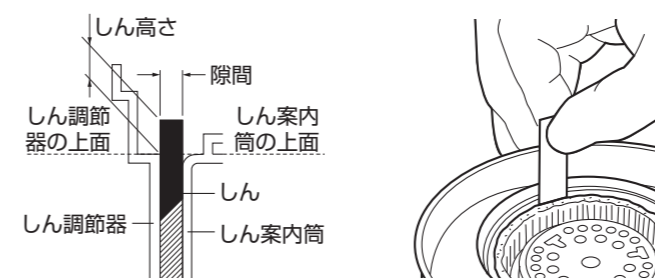 しん高さ
隙間
しん調節
器の上面
しん案内
筒の上面
しん
しん調節器
しん案内筒